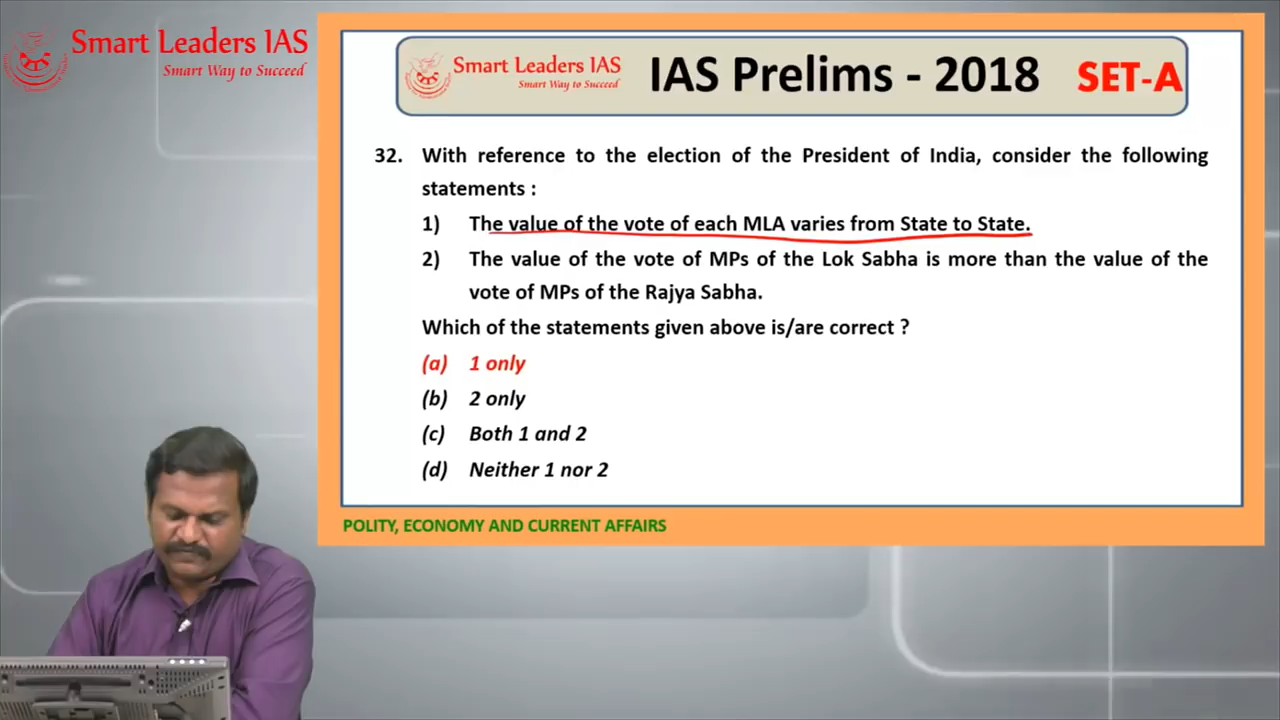 Smart Leaders IAS
Smart Way to Succeed
Smart Leaders IAS
Smart Way to Succeed
IAS Prelims - 2018 SET-A
32. With reference to the election of the President of India, consider the following
statements :
1) The value of the vote of each MLA varies from State to State.
2) The value of the vote of MPs of the Lok Sabha is more than the value of the
vote of MPs of the Rajya Sabha.
Which of the statements given above is/are correct ?
(a) 1 only
(b) 2 only
(c) Both 1 and 2
(d) Neither 1 nor 2
POLITY, ECONOMY AND CURRENT AFFAIRS